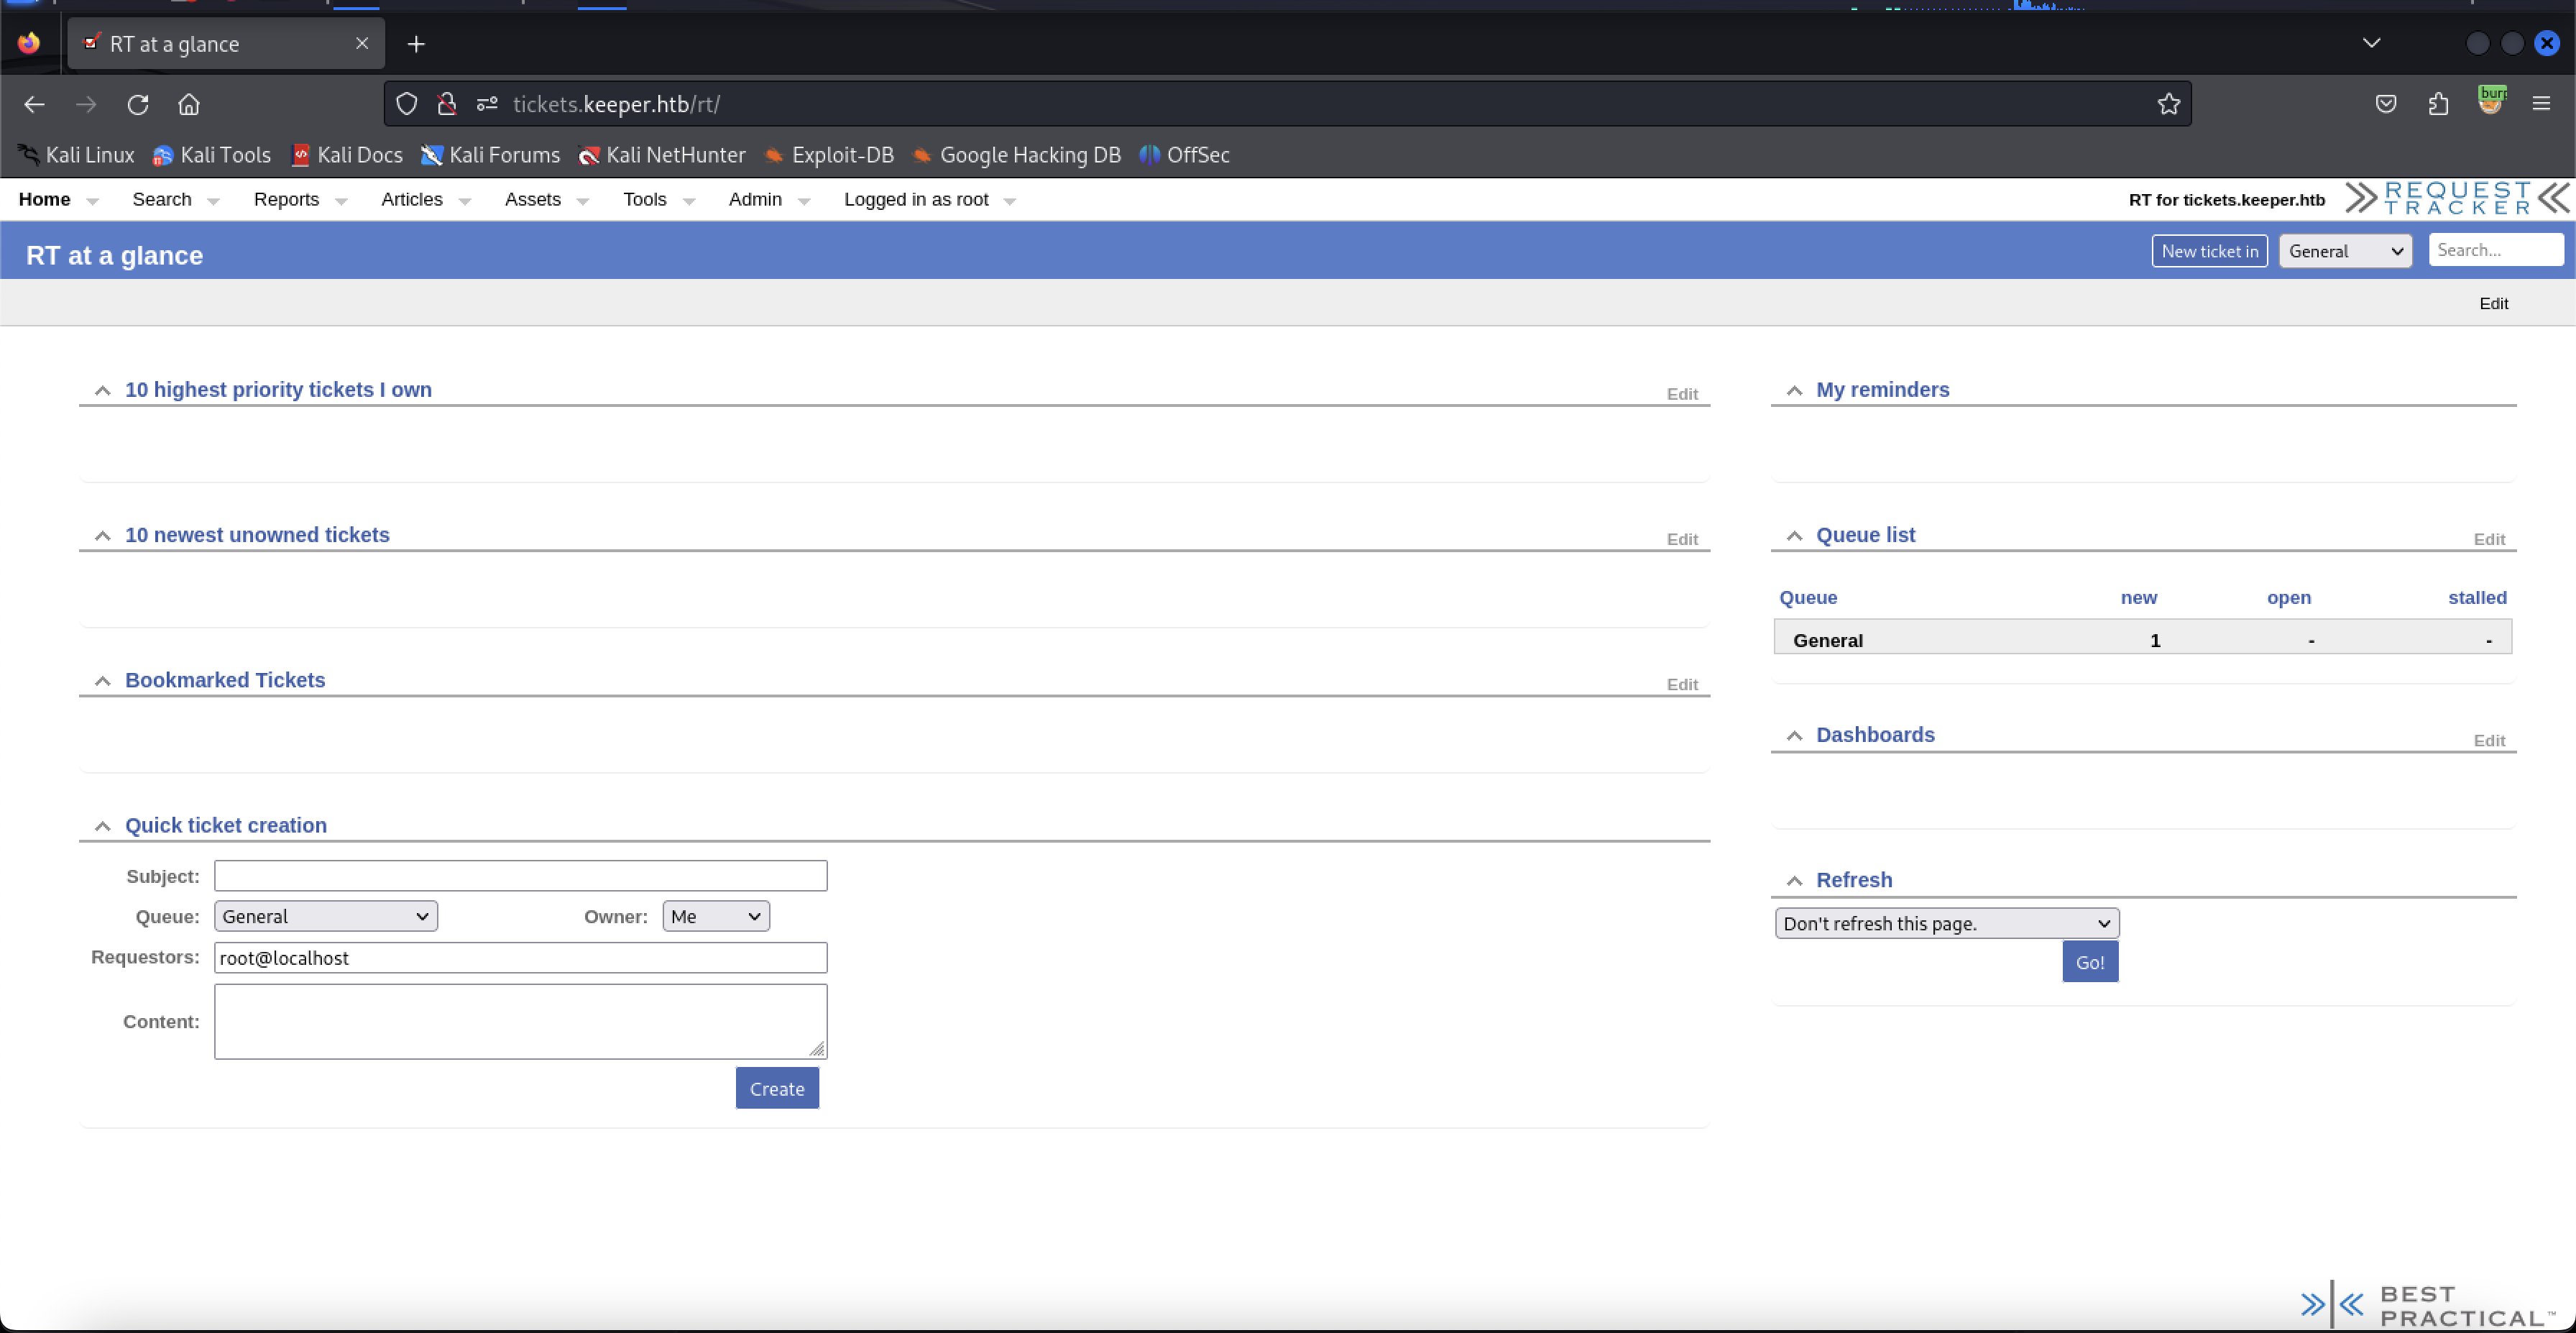 RT at a glance
tickets.keeper.htb/rt/
burp
Kali Linux Kali Tools Kali Docs Kali Forums Kali NetHunter Exploit-DB Google Hacking DB OffSec
Home Search Reports Articles Assets Tools Admin Logged in as root RT for tickets.keeper.htb REQUEST TRACKER
RT at a glance New ticket in General Search...
Edit
10 highest priority tickets I own Edit
My reminders
10 newest unowned tickets Edit
Queue list Edit
Queue new open stalled
General 1 - -
Bookmarked Tickets Edit
Dashboards Edit
Quick ticket creation
Subject:
Queue: General Owner: Me
Requestors: root@localhost
Content:
Create
Refresh
Don't refresh this page.
Go!
BEST
PRACTICAL™